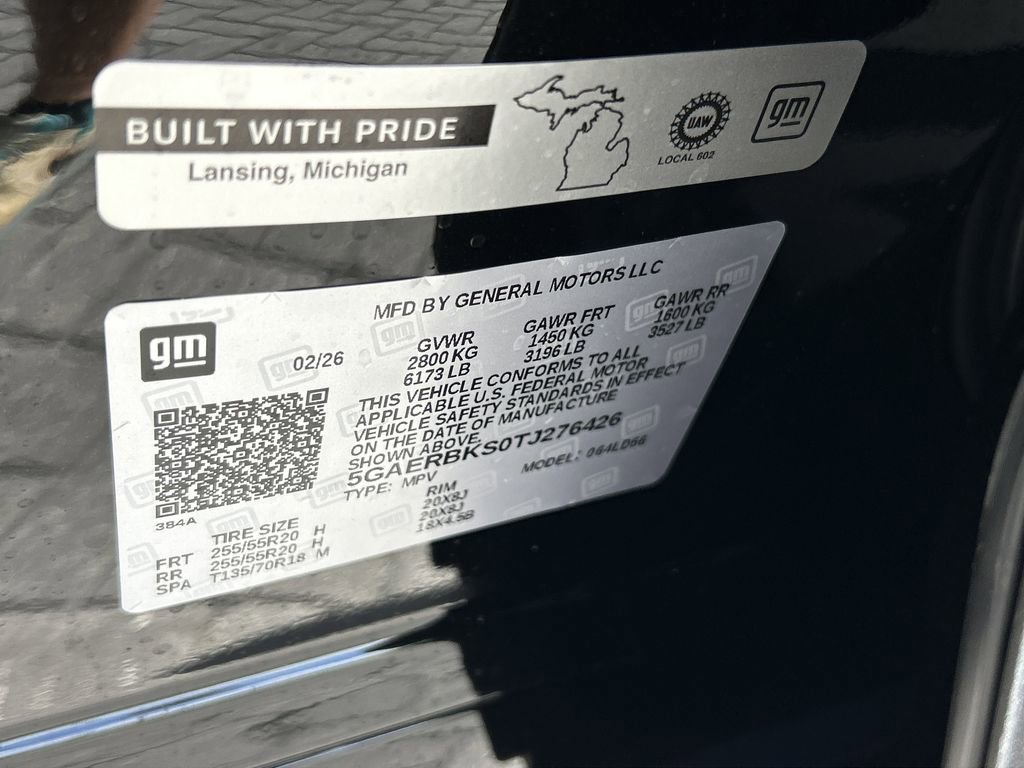 BUILT WITH PRIDE
Lansing, Michigan
UAW
LOCAL 602
gm
MFD BY GENERAL MOTORS LLC
gm
02/26
GVWR
2800 KG
6173 LB
GAWR FRT
1450 KG
3196 LB
GAWR RR
1600 KG
3527 LB
THIS VEHICLE CONFORMS TO ALL
APPLICABLE U.S. FEDERAL MOTOR
VEHICLE SAFETY STANDARDS IN EFFECT
ON THE DATE OF MANUFACTURE
SHOWN ABOVE.
5GAERBKS0TJ276426
TYPE: MPV
MODEL:
384A
TIRE SIZE RIM
FRT 255/55R20 H 20X8J
RR 255/55R20 H 20X8J
SPA T135/70R18 M 18X4.5B